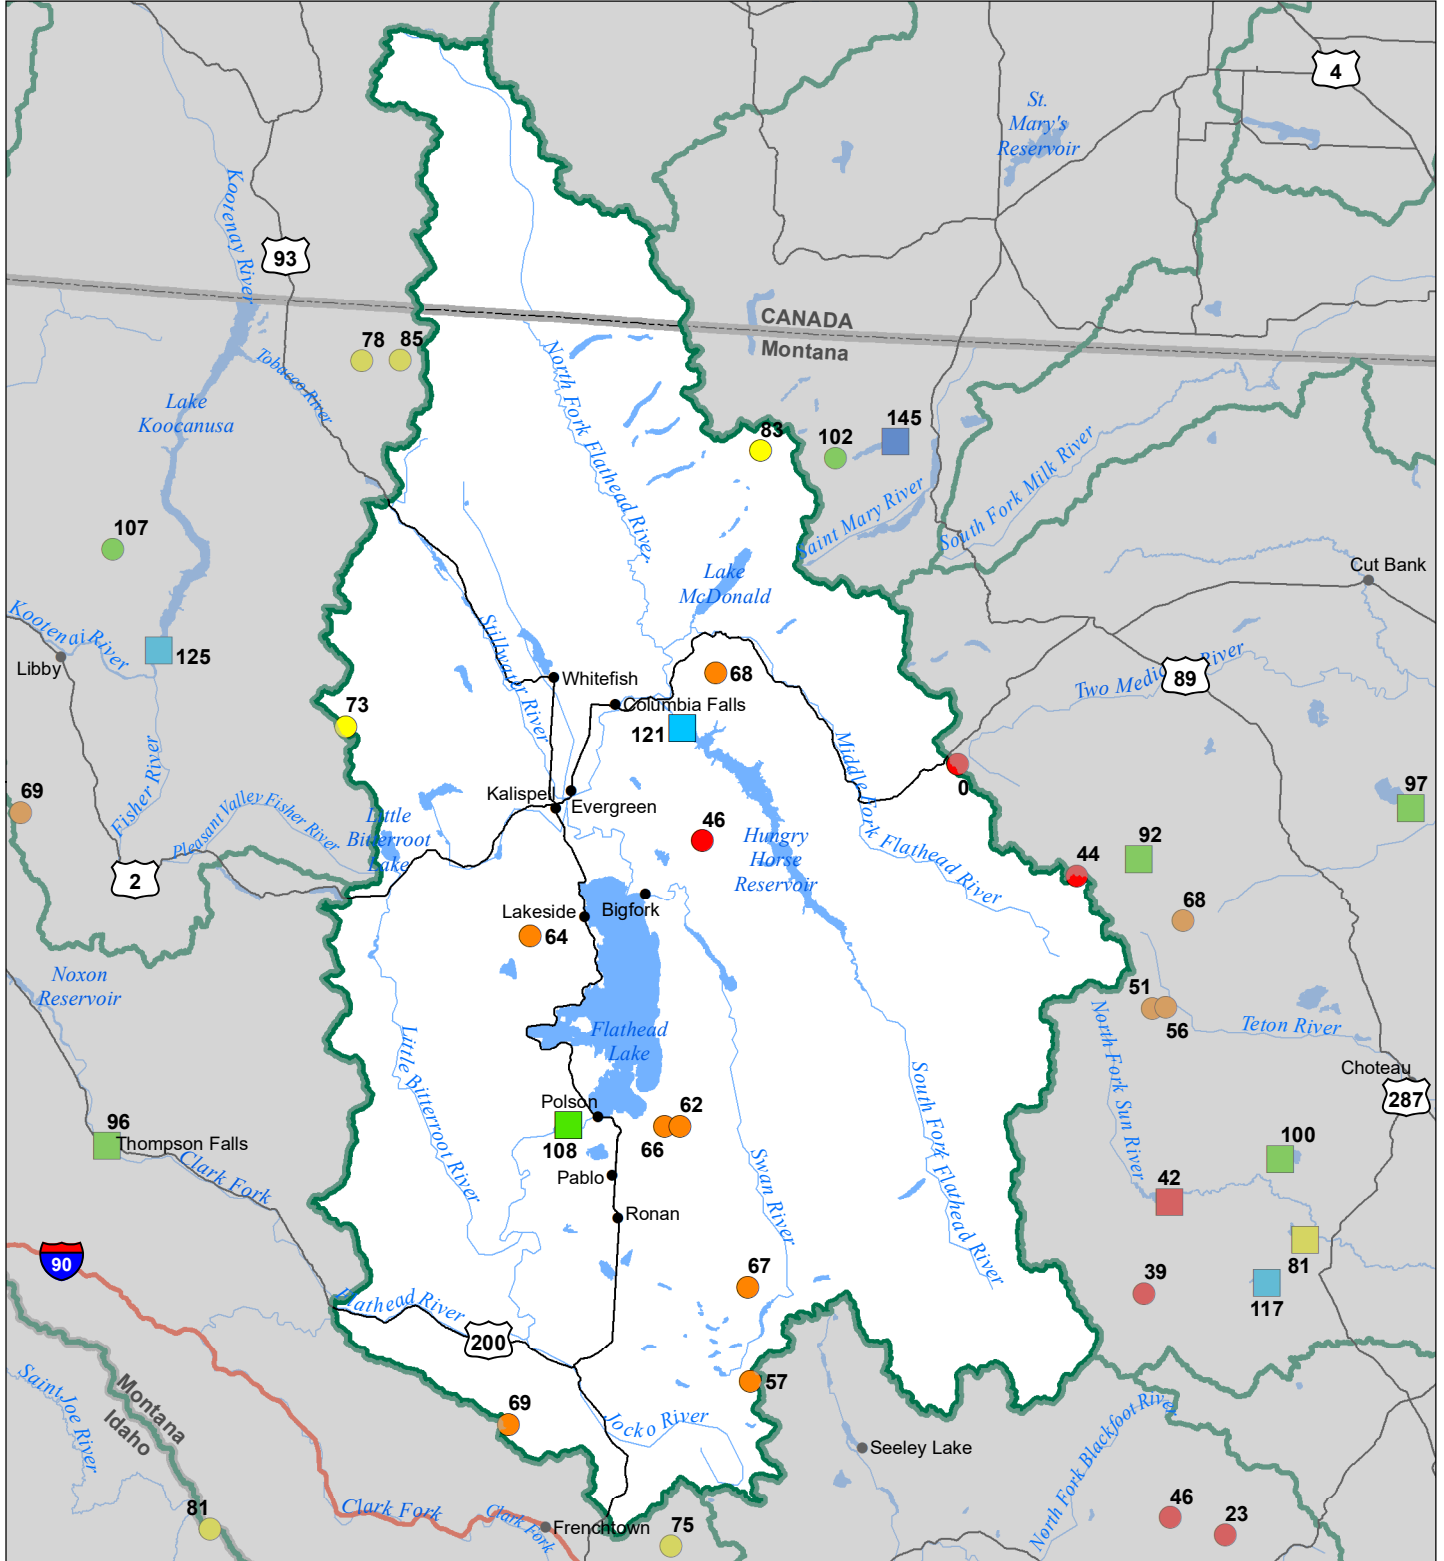 4
St.
Mary's
Reservoir
Kootenay River
93
CANADA
Montana
78
85
Tobacco River
North Fork Flathead River
Lake
Koocanusa
83
102
145
Saint Mary River
South Fork Milk River
107
Cut Bank
Lake
McDonald
Kootenai River
Libby
125
Stillwater River
Whitefish
68
Two Medic River
89
Columbia Falls
73
121
Middle Fork Flathead River
0
69
Fisher River
Pleasant Valley Fisher River
Kalispell
Evergreen
Little
Bitterroot
Lake
46
Hungry
Horse
Reservoir
97
92
44
2
Lakeside
Bigfork
64
68
Noxon
Reservoir
51
56
North Fork Sun River
Teton River
Flathead
Lake
Little Bitterroot River
South Fork Flathead River
Choteau
287
Polson
62
66
108
96
Thompson Falls
Clark Fork
Pablo
Swan River
100
42
Ronan
90
81
67
39
117
Flathead River
200
57
Saint Joe River
Montana
Idaho
69
Jocko River
North Fork Blackfoot River
Seeley Lake
81
Clark Fork
Clark Fork
Frenchtown
75
46
23